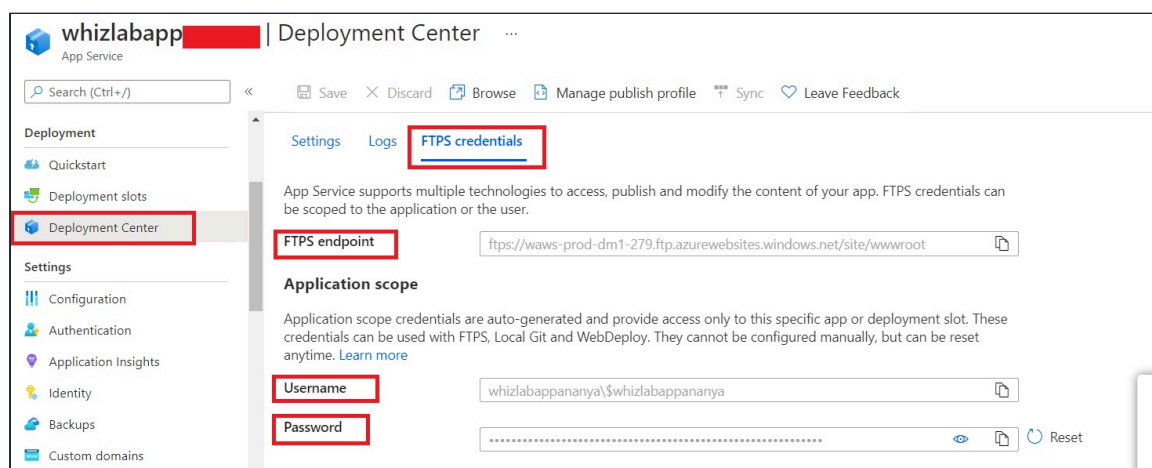 whizlabapp | Deployment Center ...
App Service
Search (Ctrl+/) «
Save Discard Browse Manage publish profile Sync Leave Feedback
Deployment
Quickstart
Deployment slots
Deployment Center
Settings
Configuration
Authentication
Application Insights
Identity
Backups
Custom domains
Settings Logs FTPS credentials
App Service supports multiple technologies to access, publish and modify the content of your app. FTPS credentials can
be scoped to the application or the user.
FTPS endpoint ftps://waws-prod-dm1-279.ftp.azurewebsites.windows.net/site/wwwroot
Application scope
Application scope credentials are auto-generated and provide access only to this specific app or deployment slot. These
credentials can be used with FTPS, Local Git and WebDeploy. They cannot be configured manually, but can be reset
anytime. Learn more
Username whizlabappananya\$whizlabappananya
Password Reset